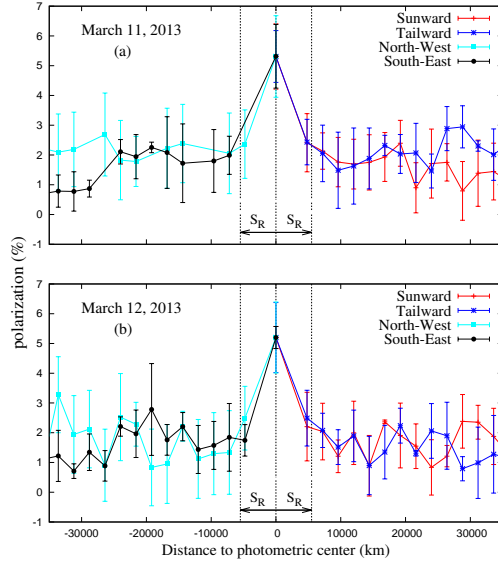 7
6
5
4
3
2
1
0
-1
March 11, 2013
(a)
Sunward
Tailward
North-West
South-East
S_R S_R
polarization (%)
6
5
4
3
2
1
0
-1
March 12, 2013
(b)
Sunward
Tailward
North-West
South-East
S_R S_R
-30000 -20000 -10000 0 10000 20000 30000
Distance to photometric center (km)